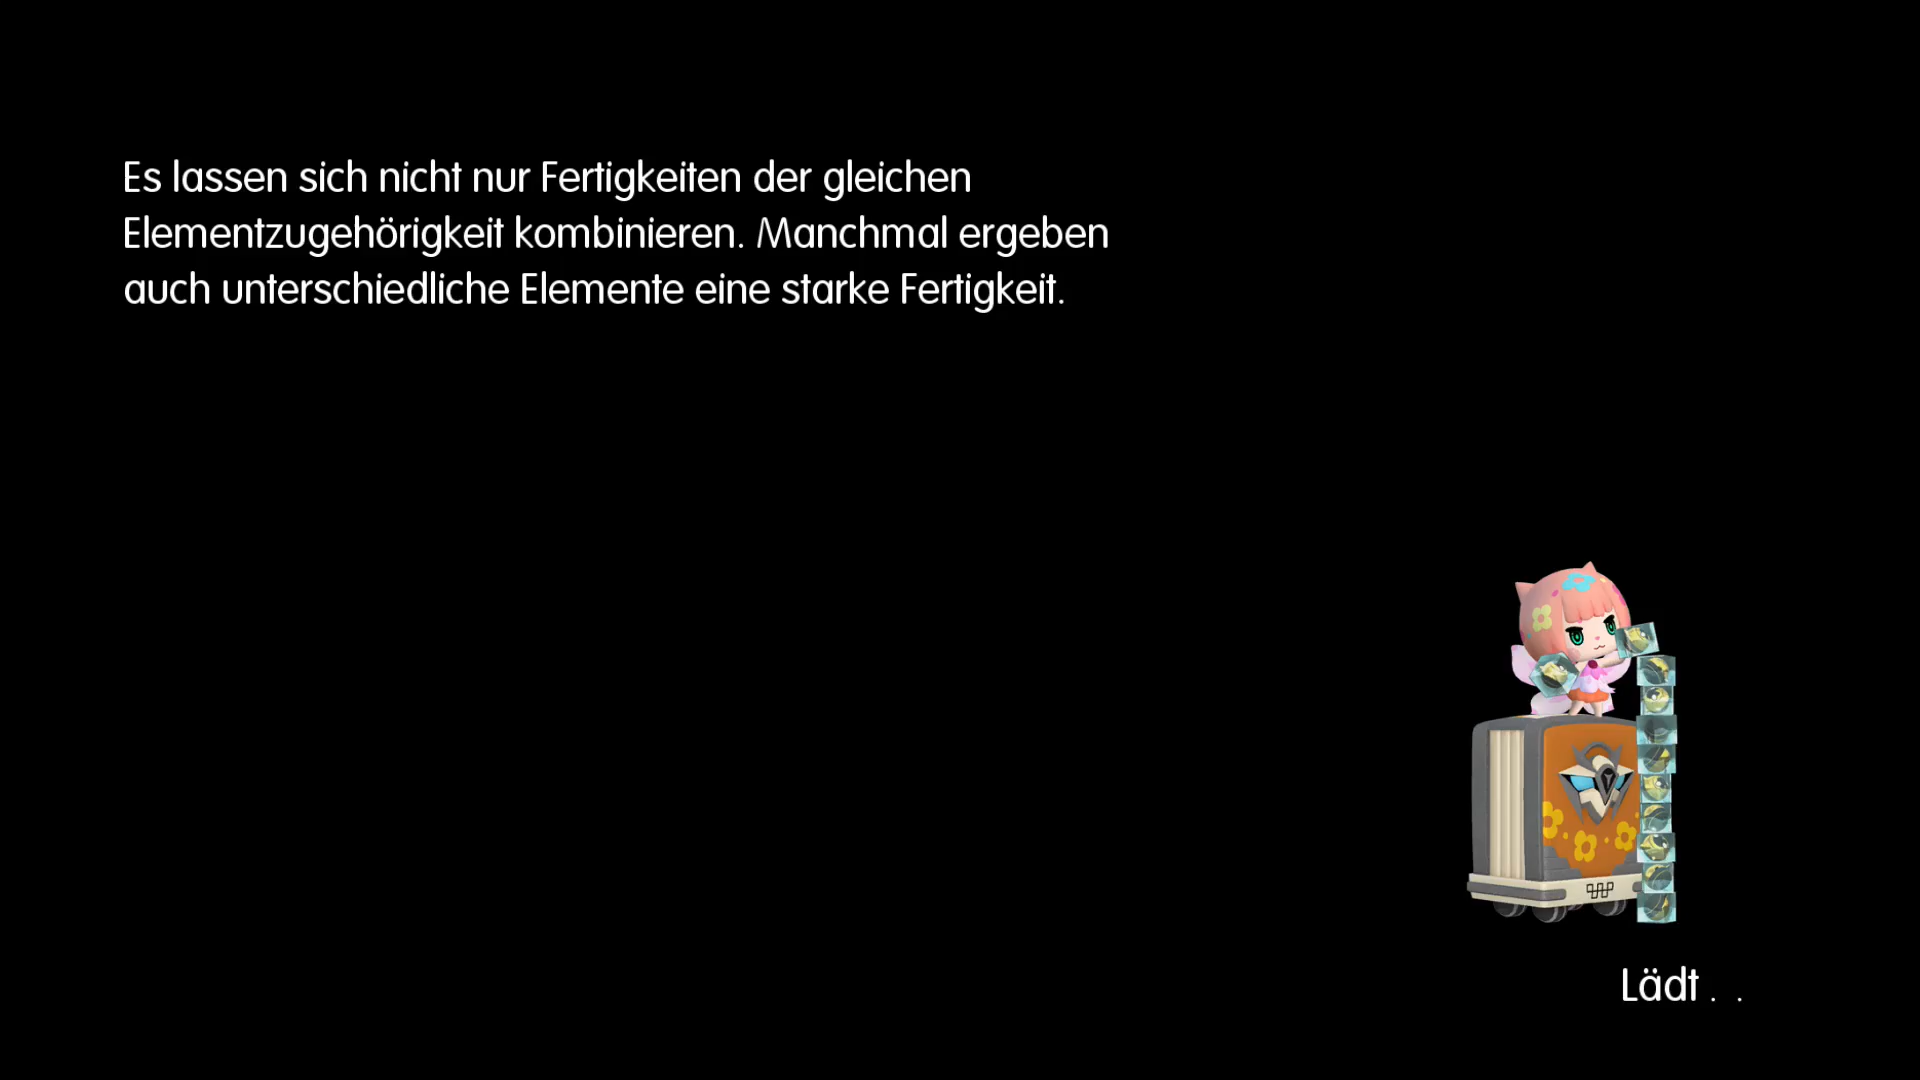 Es lassen sich nicht nur Fertigkeiten der gleichen
Elementzugehörigkeit kombinieren. Manchmal ergeben
auch unterschiedliche Elemente eine starke Fertigkeit.
Lädt . .